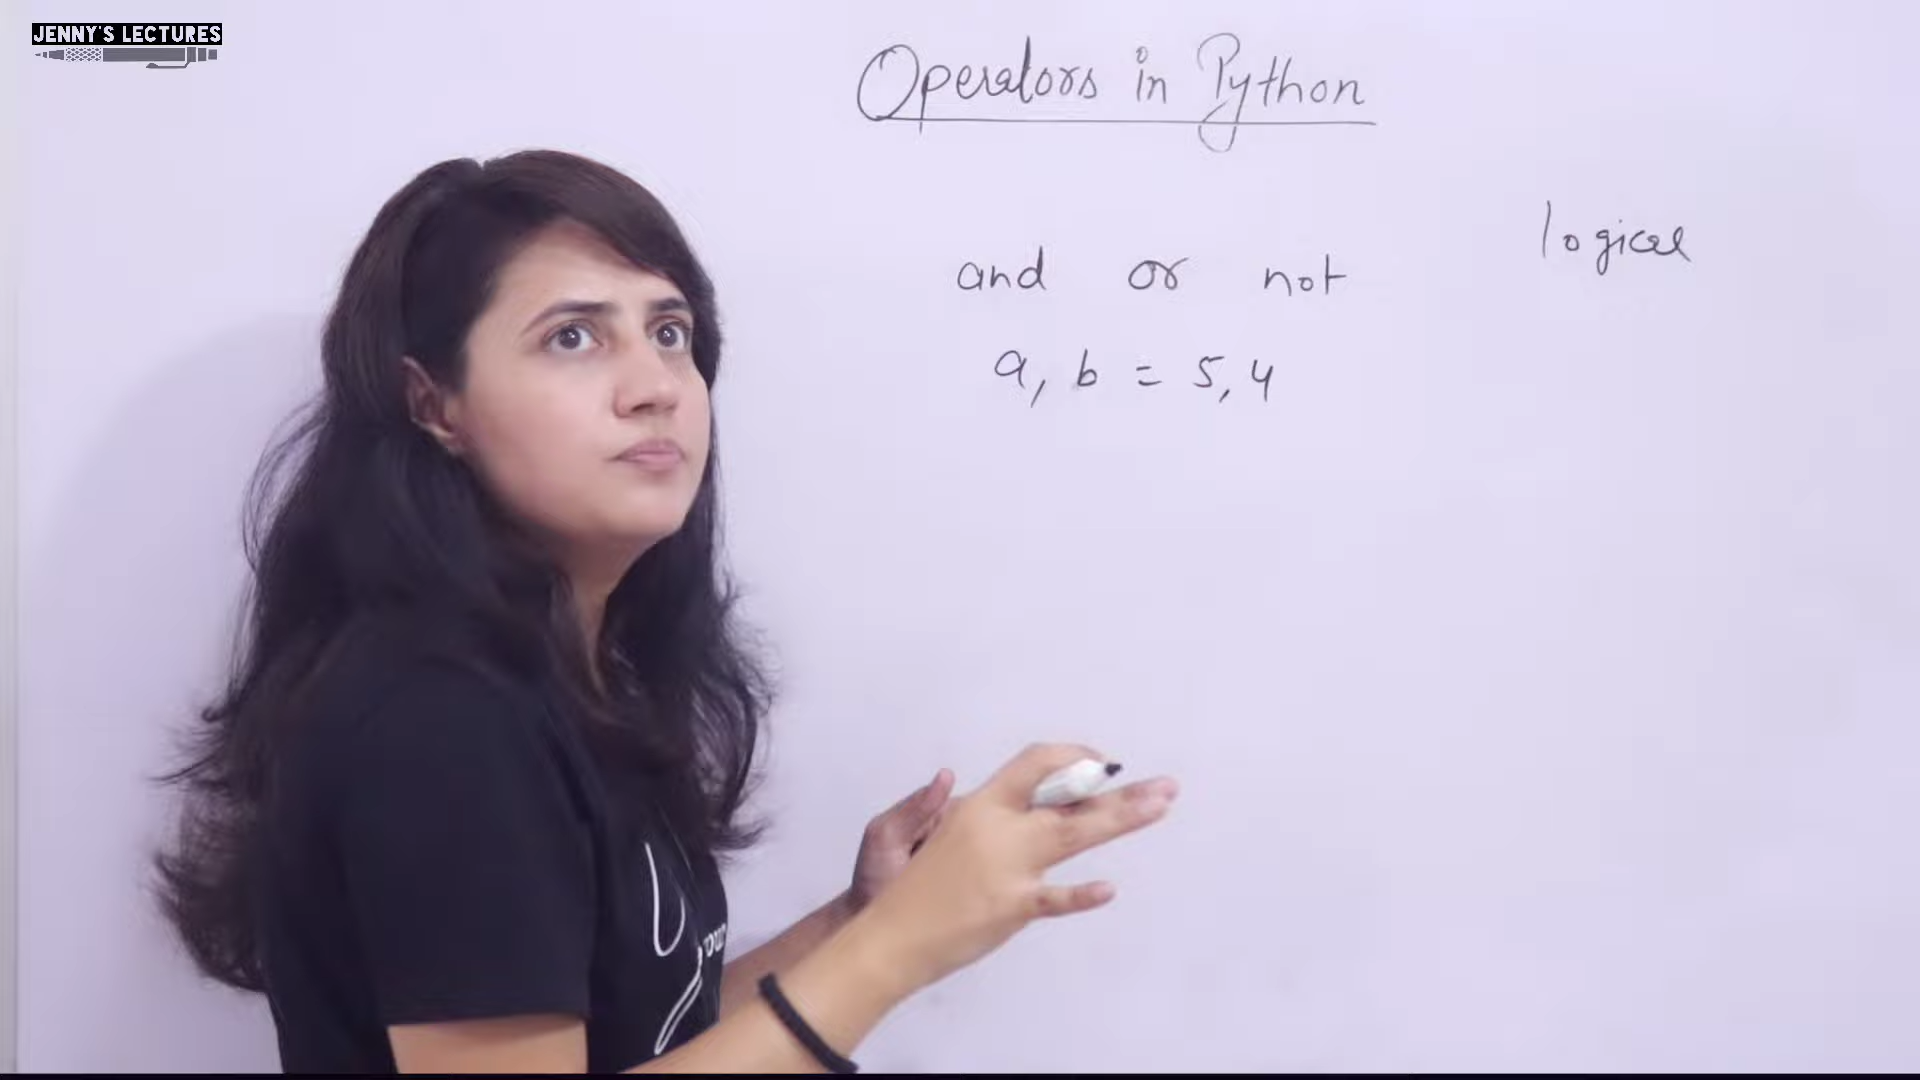 JENNY'S LECTURES
Operators in Python
logical
and or not
a, b = 5, 4